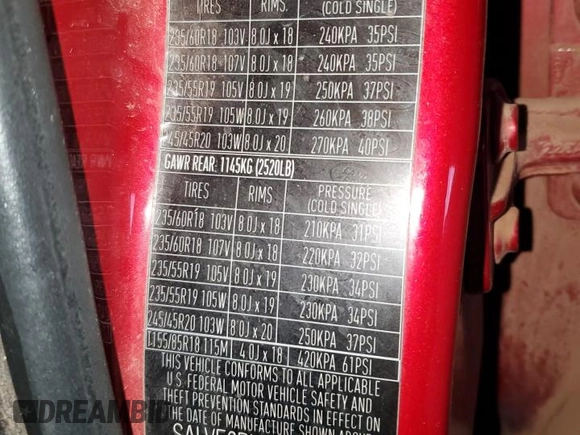 TIRES RIMS. (COLD SINGLE)
235/60R18 103V 8.0J x 18 240KPA 35PSI
235/60R18 107V 8.0J x 18 240KPA 35PSI
235/55R19 105V 8.0J x 19 250KPA 37PSI
235/55R19 105W 8.0J x 19 260KPA 38PSI
245/45R20 103W 8.0J x 20 270KPA 40PSI
GAWR REAR: 1145KG (2520LB)
TIRES RIMS PRESSURE
(COLD SINGLE)
235/60R18 103V 8.0J x 18 210KPA 31PSI
235/60R18 107V 8.0J x 18 220KPA 32PSI
235/55R19 105V 8.0J x 19 230KPA 34PSI
235/55R19 105W 8.0J x 19 230KPA 34PSI
245/45R20 103W 8.0J x 20 250KPA 37PSI
T155/85R18 115M 4.0J x 18 420KPA 61PSI
THIS VEHICLE CONFORMS TO ALL APPLICABLE
U.S. FEDERAL MOTOR VEHICLE SAFETY AND
THEFT PREVENTION STANDARDS IN EFFECT ON
THE DATE OF MANUFACTURE SHOWN ABOVE
DREAMBID